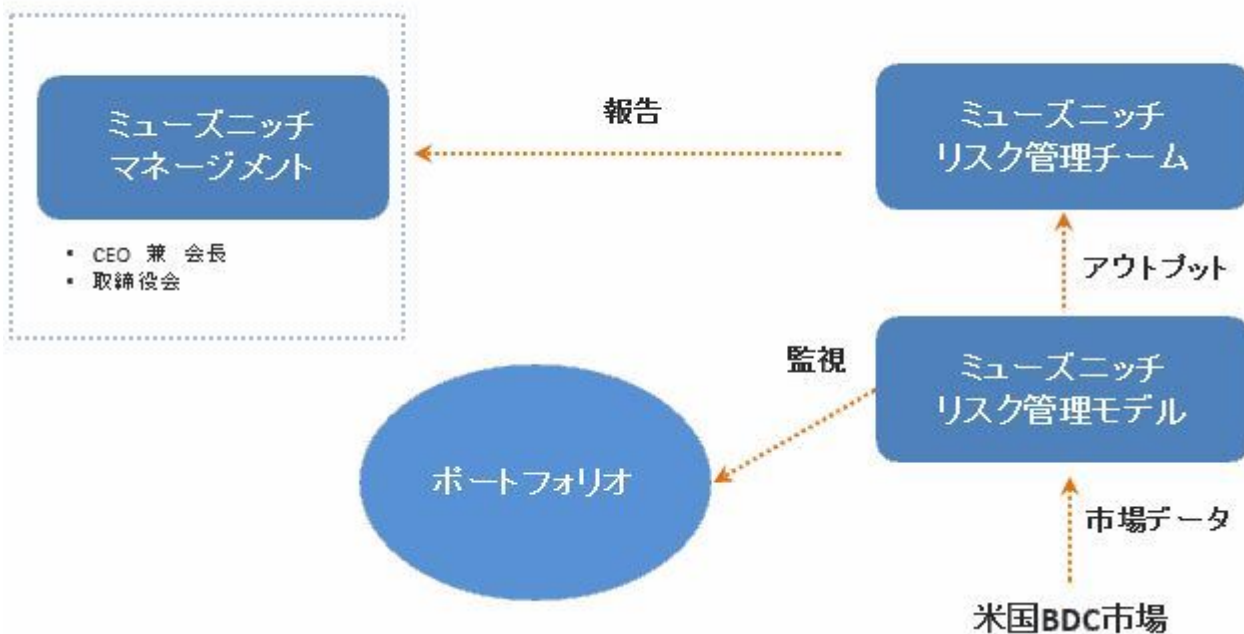 ミューズニッチ
マネージメント
• CEO 兼 会長
• 取締役会
報告
ミューズニッチ
リスク管理チーム
アウトプット
ミューズニッチ
リスク管理モデル
監視
ポートフォリオ
市場データ
米国BDC市場